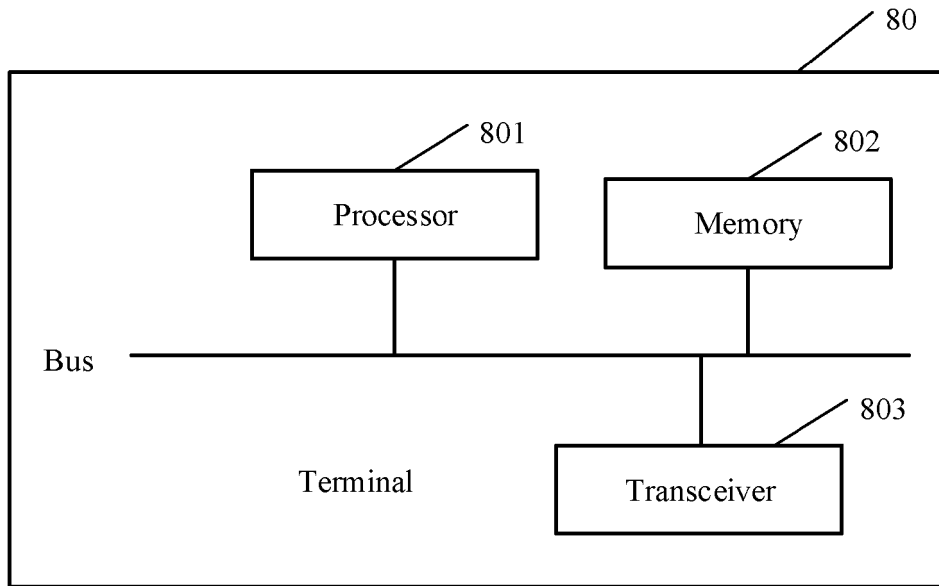 80
801
802
Processor
Memory
Bus
803
Terminal
Transceiver